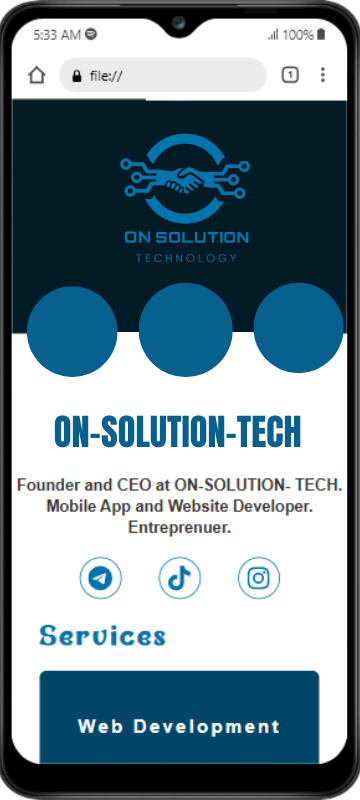 5:33 AM
100%
file://
1
ON SOLUTION
TECHNOLOGY
ON-SOLUTION-TECH
Founder and CEO at ON-SOLUTION- TECH.
Mobile App and Website Developer.
Entreprenuer.
Services
Web Development